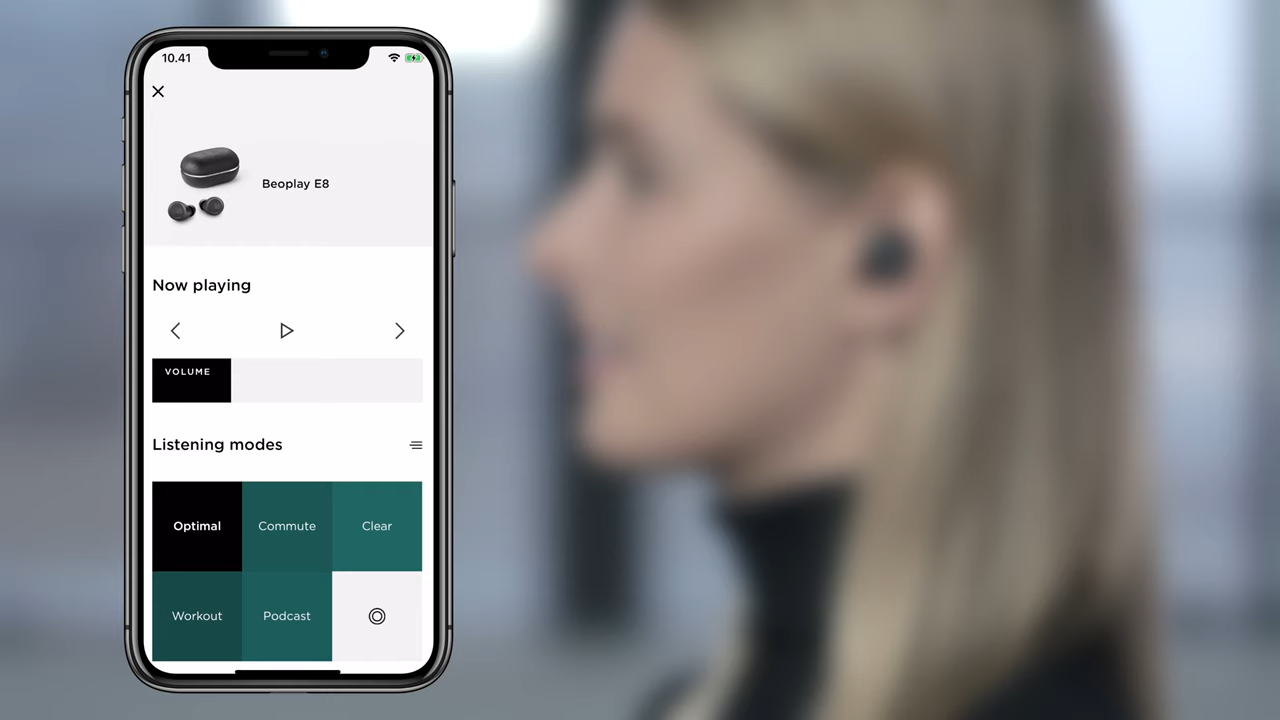 10.41
Beoplay E8
Now playing
VOLUME
Listening modes
Optimal Commute Clear
Workout Podcast